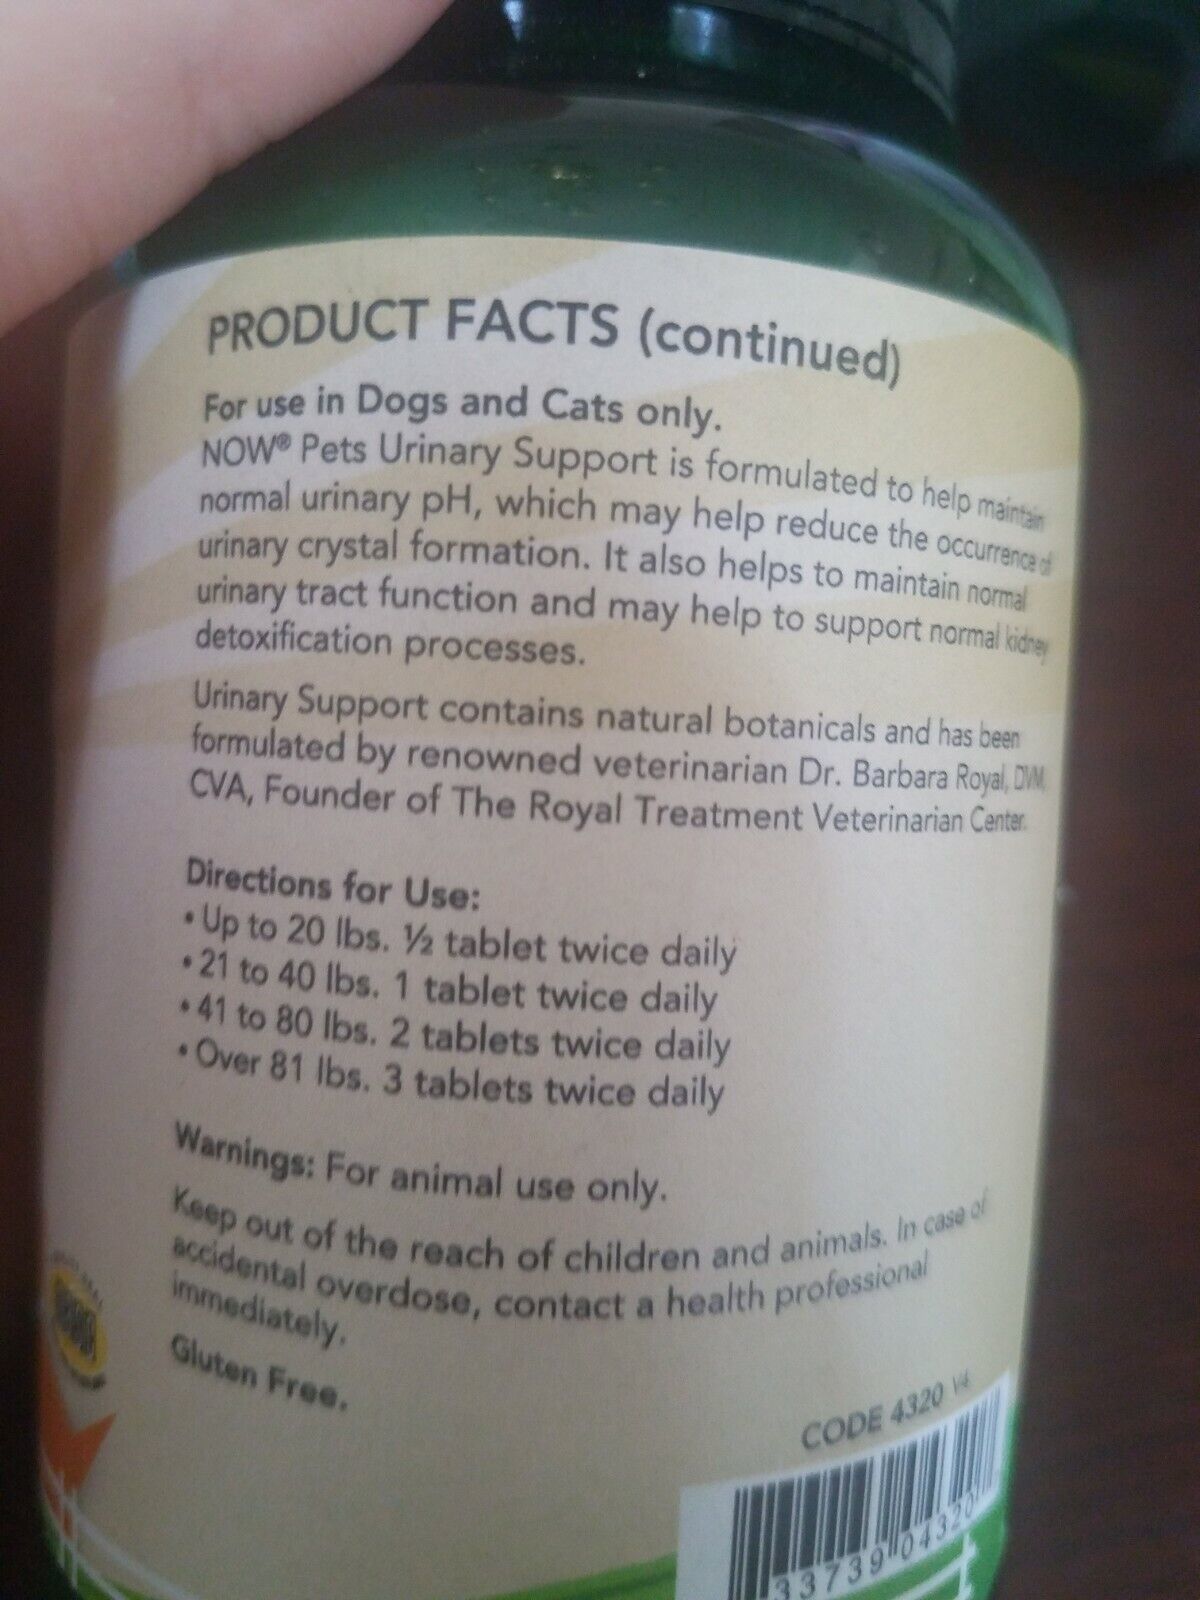 PRODUCT FACTS (continued)
For use in Dogs and Cats only.
NOW® Pets Urinary Support is formulated to help maintain
normal urinary pH, which may help reduce the occurrence of
urinary crystal formation. It also helps to maintain normal
urinary tract function and may help to support normal kidney
detoxification processes.
Urinary Support contains natural botanicals and has been
formulated by renowned veterinarian Dr. Barbara Royal, DVM,
CVA, Founder of The Royal Treatment Veterinarian Center.
Directions for Use:
• Up to 20 lbs. ½ tablet twice daily
• 21 to 40 lbs. 1 tablet twice daily
• 41 to 80 lbs. 2 tablets twice daily
• Over 81 lbs. 3 tablets twice daily
Warnings: For animal use only.
Keep out of the reach of children and animals. In case of
accidental overdose, contact a health professional
immediately.
Gluten Free.
CODE 4320 V4
33739 04320